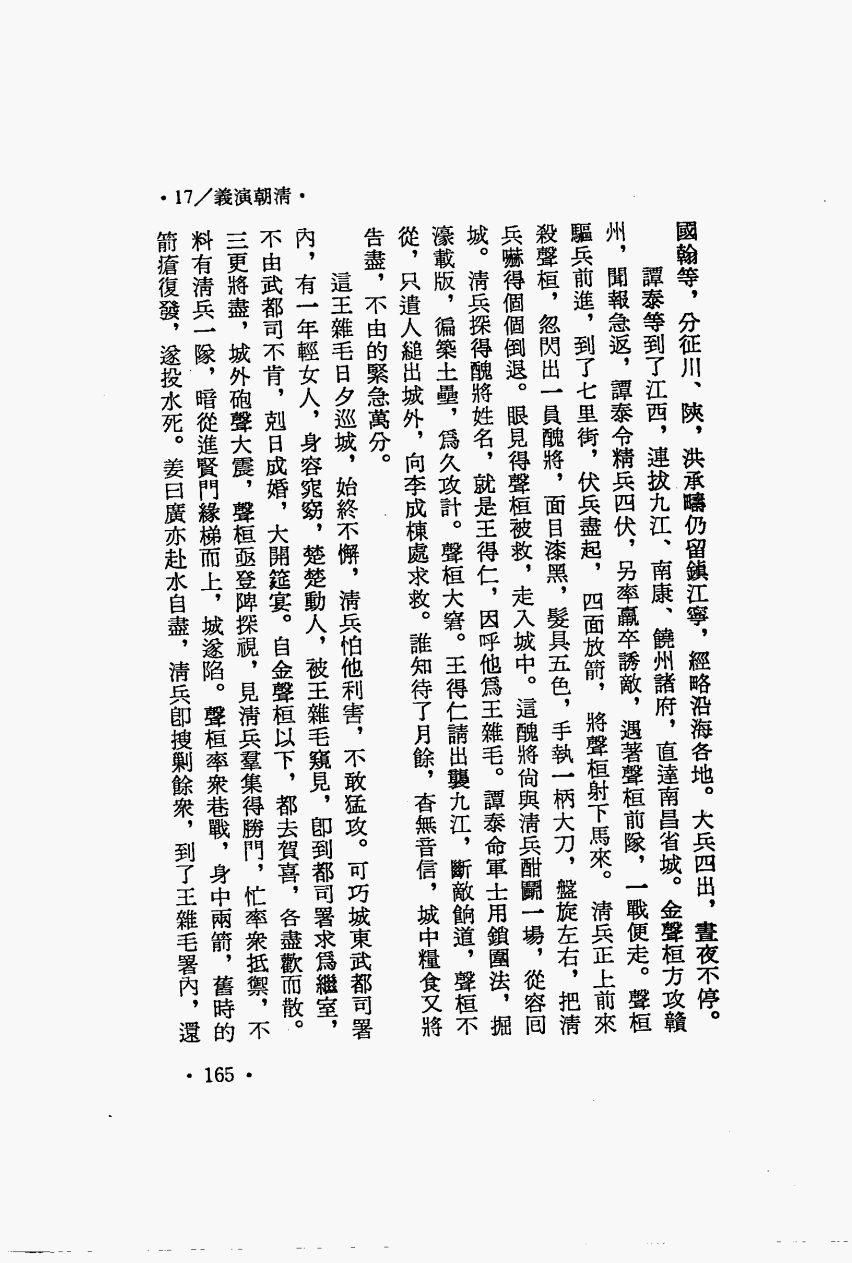 •17/義演朝清•
國翰等，分征川、陝，洪承疇仍留鎮江寧，經略沿海各地。大兵四出，晝夜不停。
譚泰等到了江西，連拔九江、南康、饒州諸府，直達南昌省城。金聲桓方攻贛
州，聞報急返，譚泰令精兵四伏，另率羸卒誘敵，遇著聲桓前隊，一戰便走。聲桓
驅兵前進，到了七里街，伏兵盡起，四面放箭，將聲桓射下馬來。清兵正上前來
殺聲桓，忽閃出一員醜將，面目漆黑，髮具五色，手執一柄大刀，盤旋左右，把清
兵嚇得個個倒退。眼見得聲桓被救，走入城中。這醜將尙與清兵酣鬭一場，從容囘
城。清兵探得醜將姓名，就是王得仁，因呼他爲王雜毛。譚泰命軍士用鎖圍法，掘
濠載版，徧築土壘，爲久攻計。聲桓大窘。王得仁請出襲九江，斷敵餉道，聲桓不
從，只遣人縋出城外，向李成棟處求救。誰知待了月餘，杳無音信，城中糧食又將
告盡，不由的緊急萬分。
這王雜毛日夕巡城，始終不懈，清兵怕他利害，不敢猛攻。可巧城東武都司署
內，有一年輕女人，身容窕窈，楚楚動人，被王雜毛窺見，卽到都司署求爲繼室，
不由武都司不肯，剋日成婚，大開筵宴。自金聲桓以下，都去賀喜，各盡歡而散。
三更將盡，城外砲聲大震，聲桓亟登陴探視，見清兵羣集得勝門，忙率衆抵禦，不
料有清兵一隊，暗從進賢門緣梯而上，城遂陷。聲桓率衆巷戰，身中兩箭，舊時的
箭瘡復發，遂投水死。姜曰廣亦赴水自盡，清兵卽搜剿餘衆，到了王雜毛署內，還
•165•